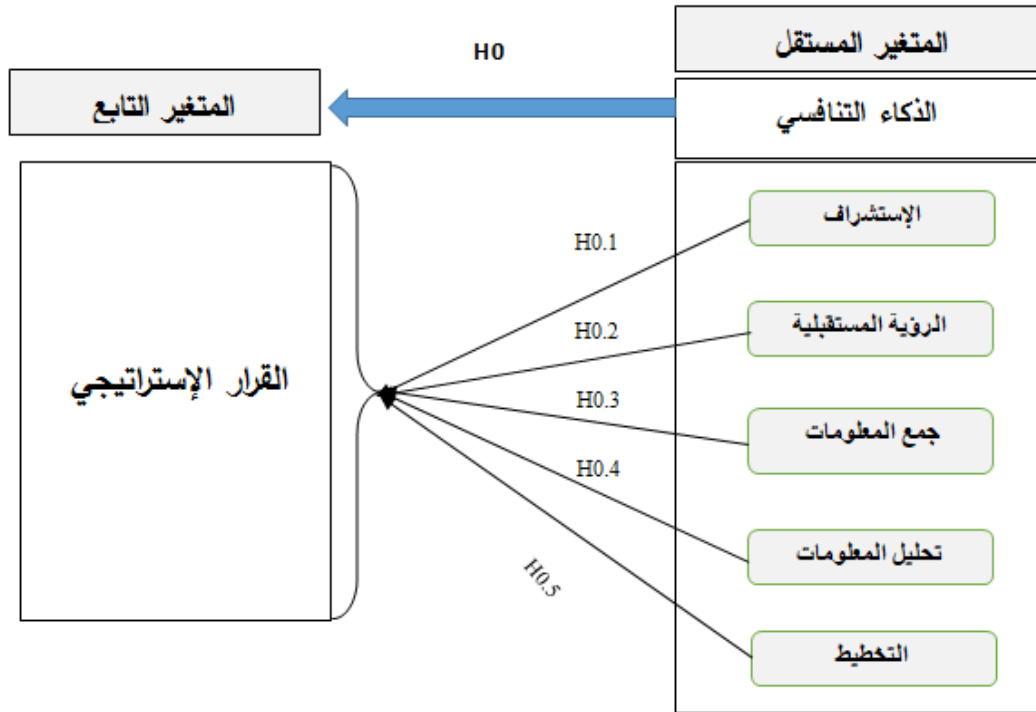 المتغير المستقل
H0
المتغير التابع
الذكاء التنافسي
الإستشراف
H0.1
الرؤية المستقبلية
H0.2
القرار الإستراتيجي
H0.3
جمع المعلومات
H0.4
تحليل المعلومات
H0.5
التخطيط